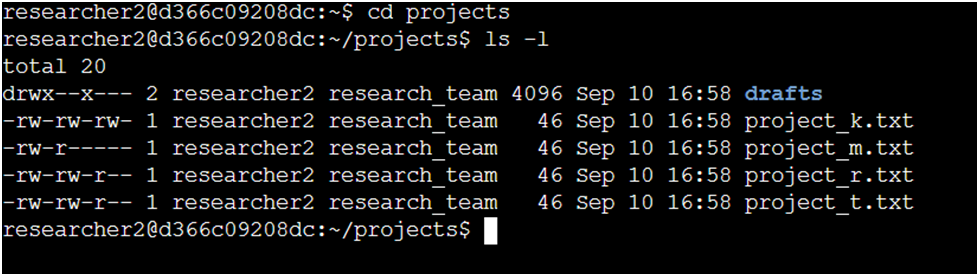 researcher2@d366c09208dc:~$ cd projects
researcher2@d366c09208dc:~/projects$ ls -l
total 20
drwx--x--- 2 researcher2 research_team 4096 Sep 10 16:58 drafts
-rw-rw-rw- 1 researcher2 research_team   46 Sep 10 16:58 project_k.txt
-rw-r----- 1 researcher2 research_team   46 Sep 10 16:58 project_m.txt
-rw-rw-r-- 1 researcher2 research_team   46 Sep 10 16:58 project_r.txt
-rw-rw-r-- 1 researcher2 research_team   46 Sep 10 16:58 project_t.txt
researcher2@d366c09208dc:~/projects$